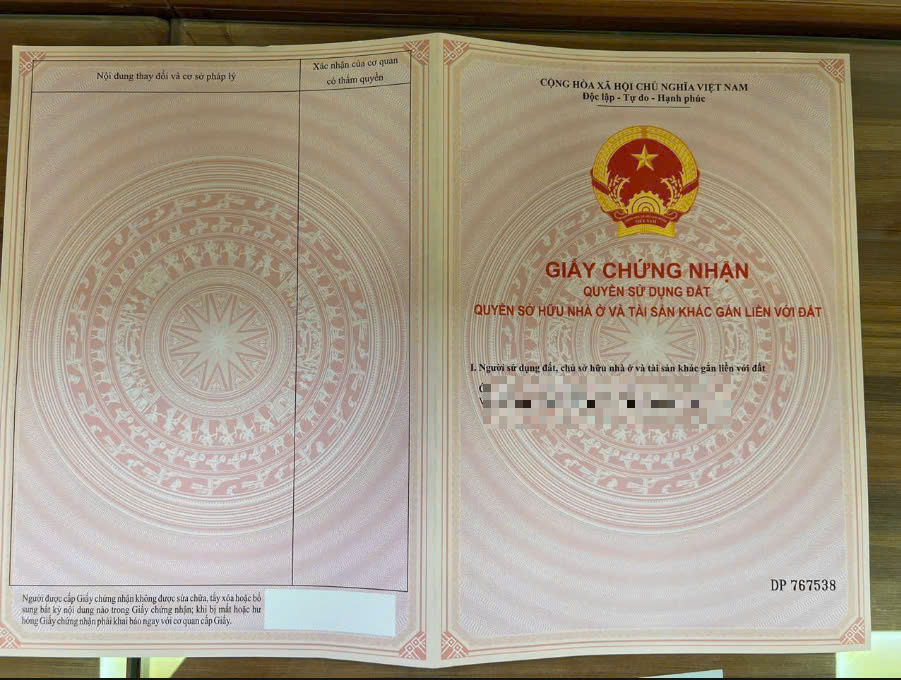 Nội dung thay đổi và cơ sở pháp lý
Xác nhận của cơ quan
có thẩm quyền
Người được cấp Giấy chứng nhận không được sửa chữa, tẩy xóa hoặc bổ
sung bất kỳ nội dung nào trong Giấy chứng nhận; khi bị mất hoặc hư
hỏng Giấy chứng nhận phải khai báo ngay với cơ quan cấp Giấy.
CỘNG HÒA XÃ HỘI CHỦ NGHĨA VIỆT NAM
Độc lập - Tự do - Hạnh phúc
VIỆT NAM
GIẤY CHỨNG NHẬN
QUYỀN SỬ DỤNG ĐẤT
QUYỀN SỞ HỮU NHÀ Ở VÀ TÀI SẢN KHÁC GẮN LIỀN VỚI ĐẤT
I. Người sử dụng đất, chủ sở hữu nhà ở và tài sản khác gắn liền với đất
DP 767538